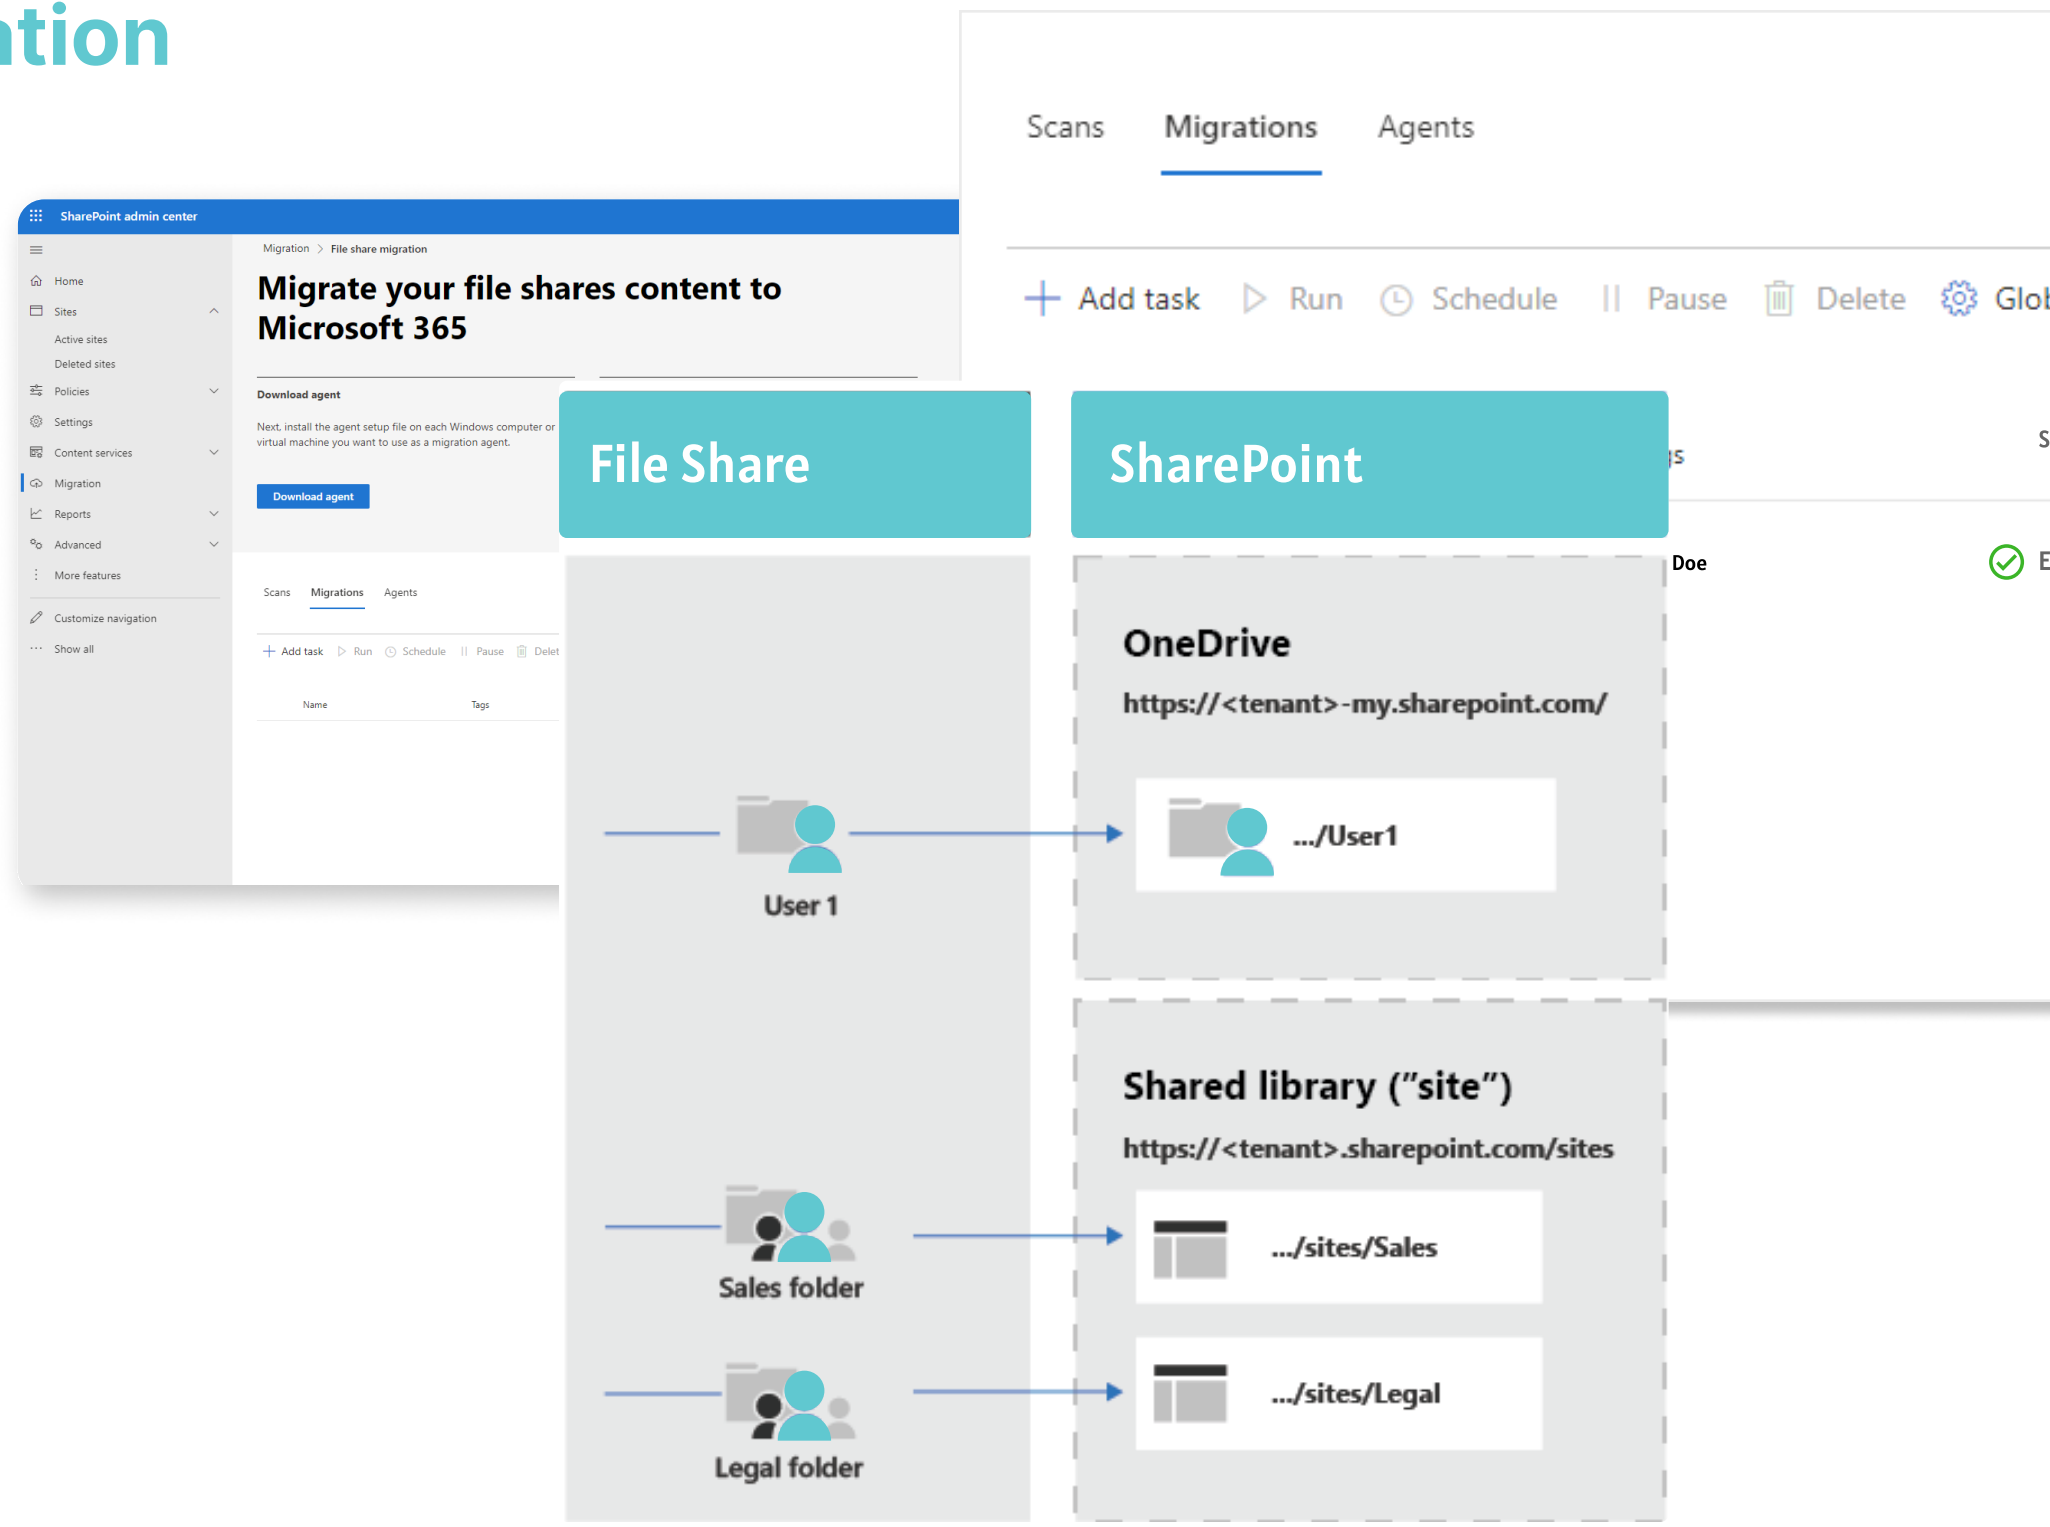 SharePoint admin center
Home
Sites
Active sites
Deleted sites
Policies
Settings
Content services
Migration
Reports
Advanced
More features
Customize navigation
Show all
Migration > File share migration
Migrate your file shares content to
Microsoft 365
Download agent
Next, install the agent setup file on each Windows computer or
virtual machine you want to use as a migration agent.
Download agent
Scans Migrations Agents
Add task Run Schedule Pause
Name Tags
Scans Migrations Agents
Add task Run Schedule Pause Delete
Doe
File Share
User 1
Sales folder
Legal folder
SharePoint
OneDrive
https://<tenant>-my.sharepoint.com/
.../User1
Shared library ("site")
https://<tenant>.sharepoint.com/sites
.../sites/Sales
.../sites/Legal